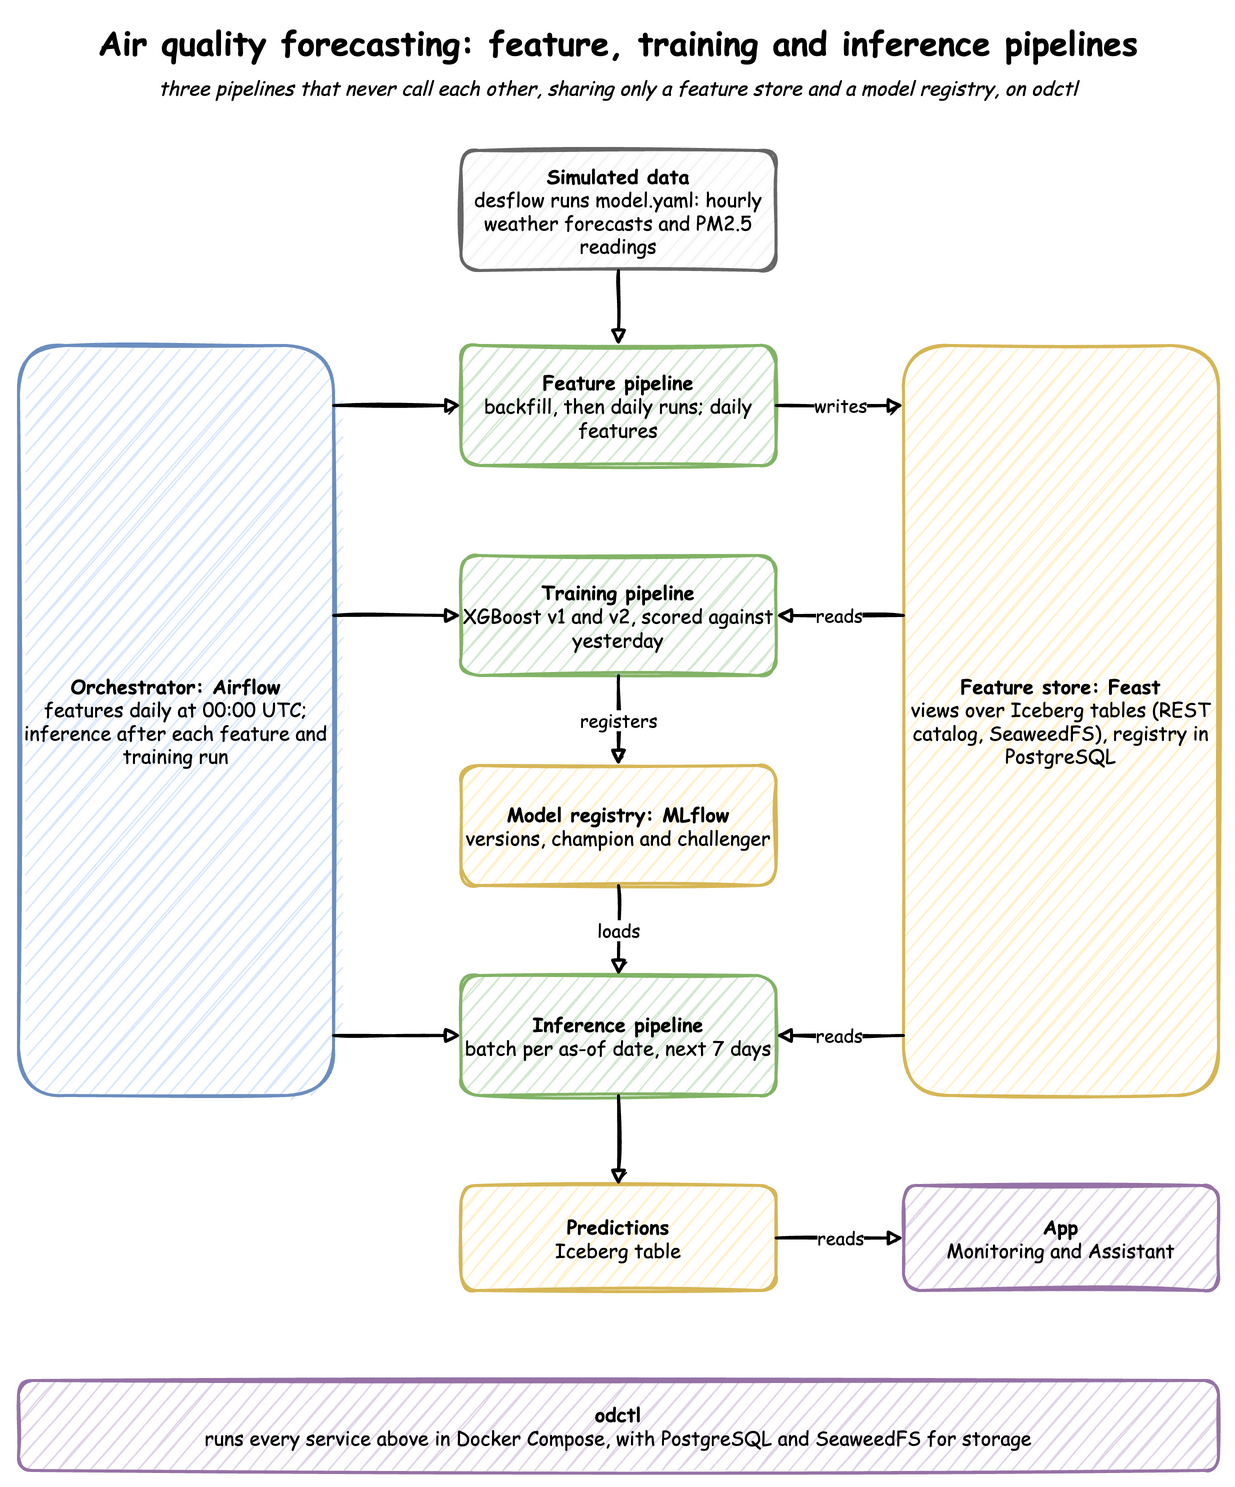 Air quality forecasting: feature, training and inference pipelines
three pipelines that never call each other, sharing only a feature store and a model registry, on odctl
Simulated data
desflow runs model.yaml: hourly
weather forecasts and PM2.5
readings
Feature pipeline
backfill, then daily runs; daily
features
writes
Training pipeline
XGBoost v1 and v2, scored against
yesterday
reads
Orchestrator: Airflow
features daily at 00:00 UTC;
inference after each feature and
training run
Feature store: Feast
views over Iceberg tables (REST
catalog, SeaweedFS), registry in
PostgreSQL
registers
Model registry: MLflow
versions, champion and challenger
loads
Inference pipeline
batch per as-of date, next 7 days
reads
Predictions
Iceberg table
reads
App
Monitoring and Assistant
odctl
runs every service above in Docker Compose, with PostgreSQL and SeaweedFS for storage